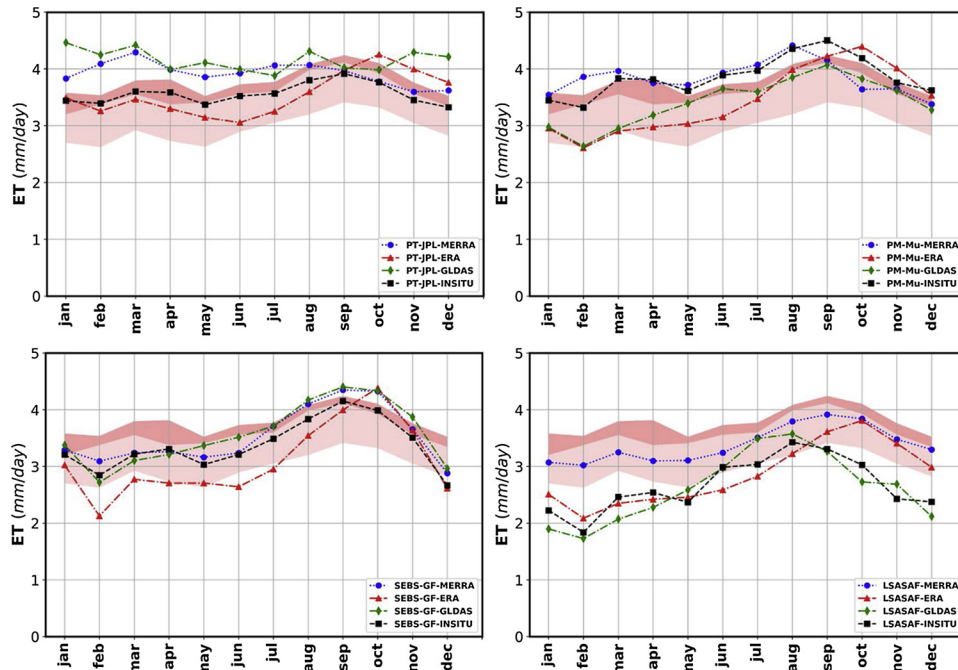 5
4
3
2
1
0
ET (mm/day)
jan
feb
mar
apr
may
jun
jul
aug
sep
oct
nov
dec
PT-JPL-MERRA
PT-JPL-ERA
PT-JPL-GLDAS
PT-JPL-INSITU
5
4
3
2
1
0
ET (mm/day)
jan
feb
mar
apr
may
jun
jul
aug
sep
oct
nov
dec
PM-Mu-MERRA
PM-Mu-ERA
PM-Mu-GLDAS
PM-Mu-INSITU
5
4
3
2
1
0
ET (mm/day)
jan
feb
mar
apr
may
jun
jul
aug
sep
oct
nov
dec
SEBS-GF-MERRA
SEBS-GF-ERA
SEBS-GF-GLDAS
SEBS-GF-INSITU
5
4
3
2
1
0
ET (mm/day)
jan
feb
mar
apr
may
jun
jul
aug
sep
oct
nov
dec
LSASAF-MERRA
LSASAF-ERA
LSASAF-GLDAS
LSASAF-INSITU